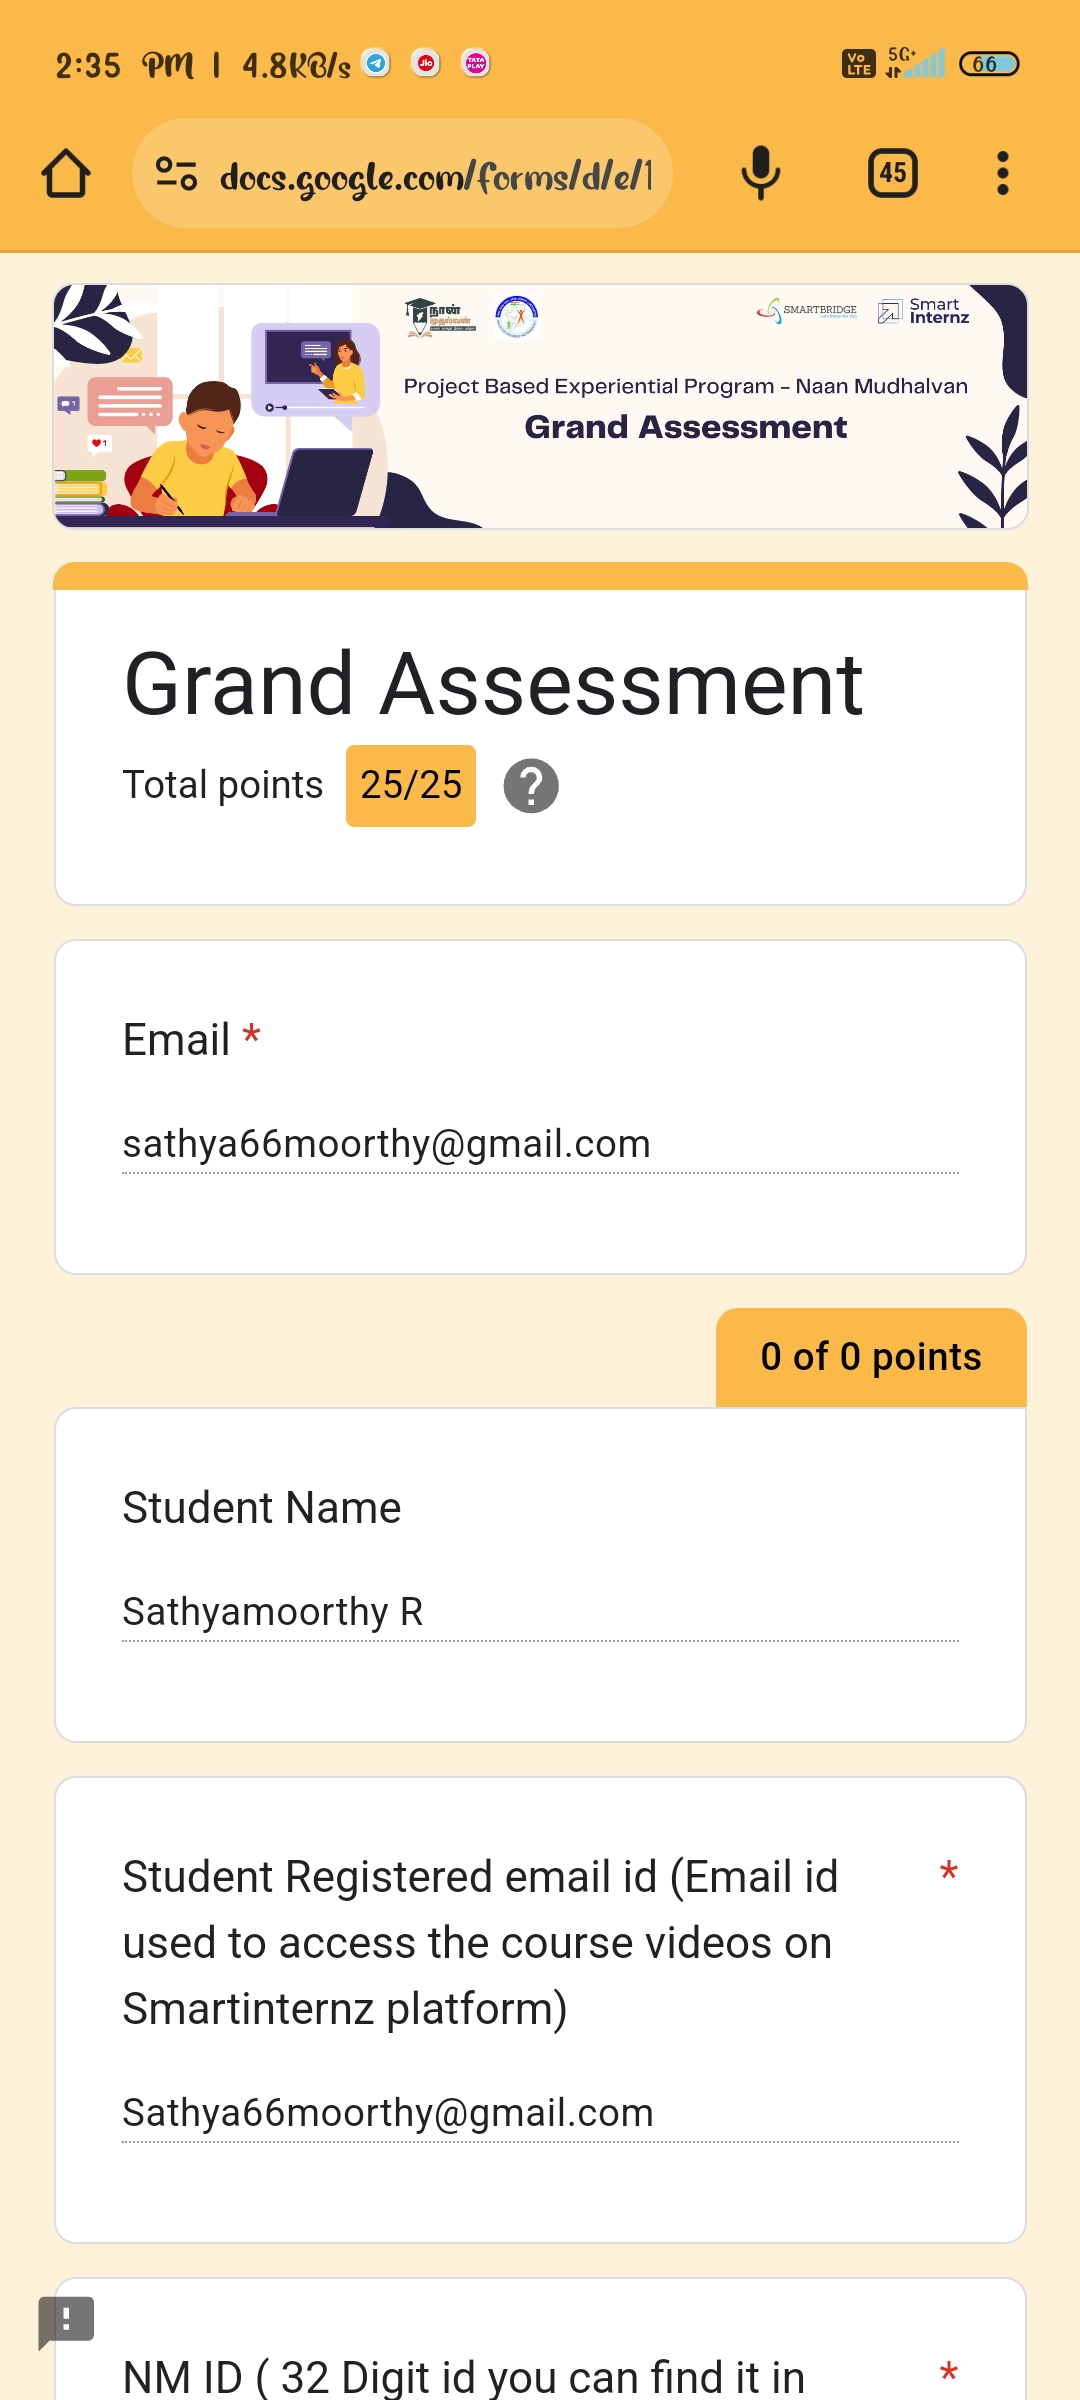 2:35 PM | 4.8KB/s
Vo LTE 5G+ 66
docs.google.com/forms/d/e/1
45
நான்
முதல்வன்
SMARTBRIDGE
Smart
Internz
Project Based Experiential Program - Naan Mudhalvan
Grand Assessment
Grand Assessment
Total points 25/25
Email *
sathya66moorthy@gmail.com
0 of 0 points
Student Name
Sathyamoorthy R
Student Registered email id (Email id *
used to access the course videos on
Smartinternz platform)
Sathya66moorthy@gmail.com
NM ID ( 32 Digit id you can find it in *